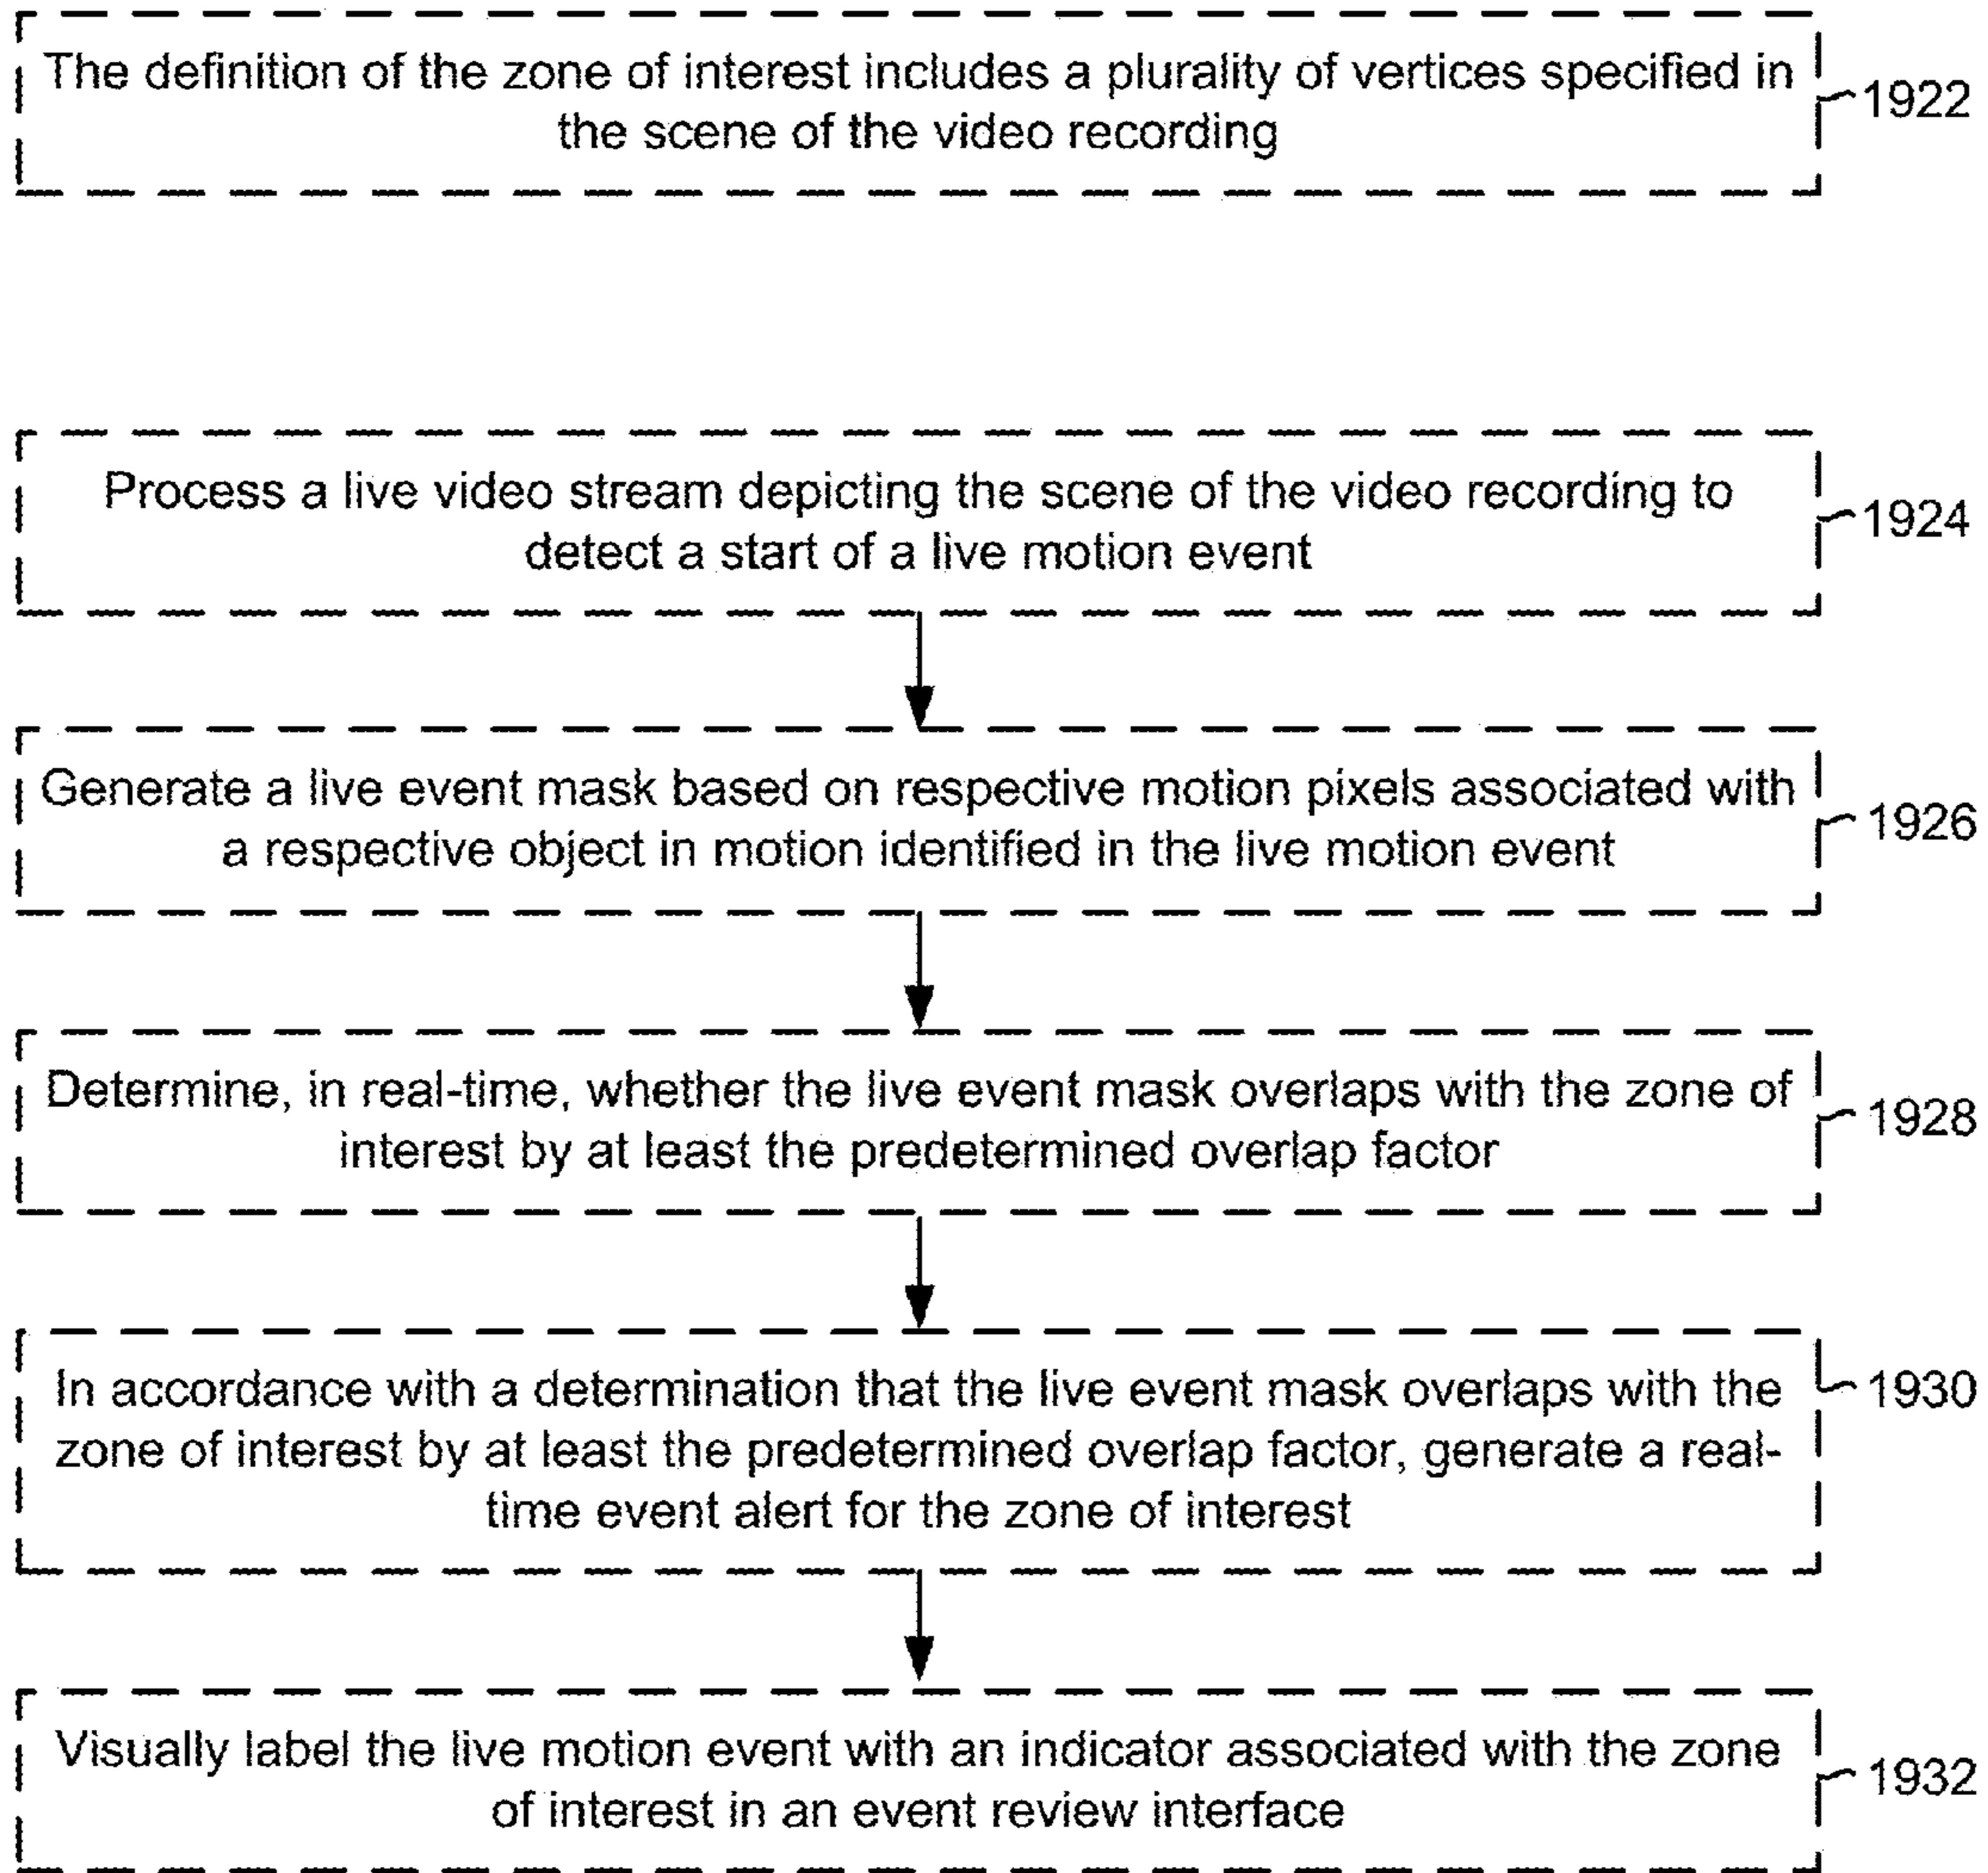 The definition of the zone of interest includes a plurality of vertices specified in
the scene of the video recording
1922
Process a live video stream depicting the scene of the video recording to
detect a start of a live motion event
1924
Generate a live event mask based on respective motion pixels associated with
a respective object in motion identified in the live motion event
1926
Determine, in real-time, whether the live event mask overlaps with the zone of
interest by at least the predetermined overlap factor
1928
In accordance with a determination that the live event mask overlaps with the
zone of interest by at least the predetermined overlap factor, generate a real-
time event alert for the zone of interest
1930
Visually label the live motion event with an indicator associated with the zone
of interest in an event review interface
1932